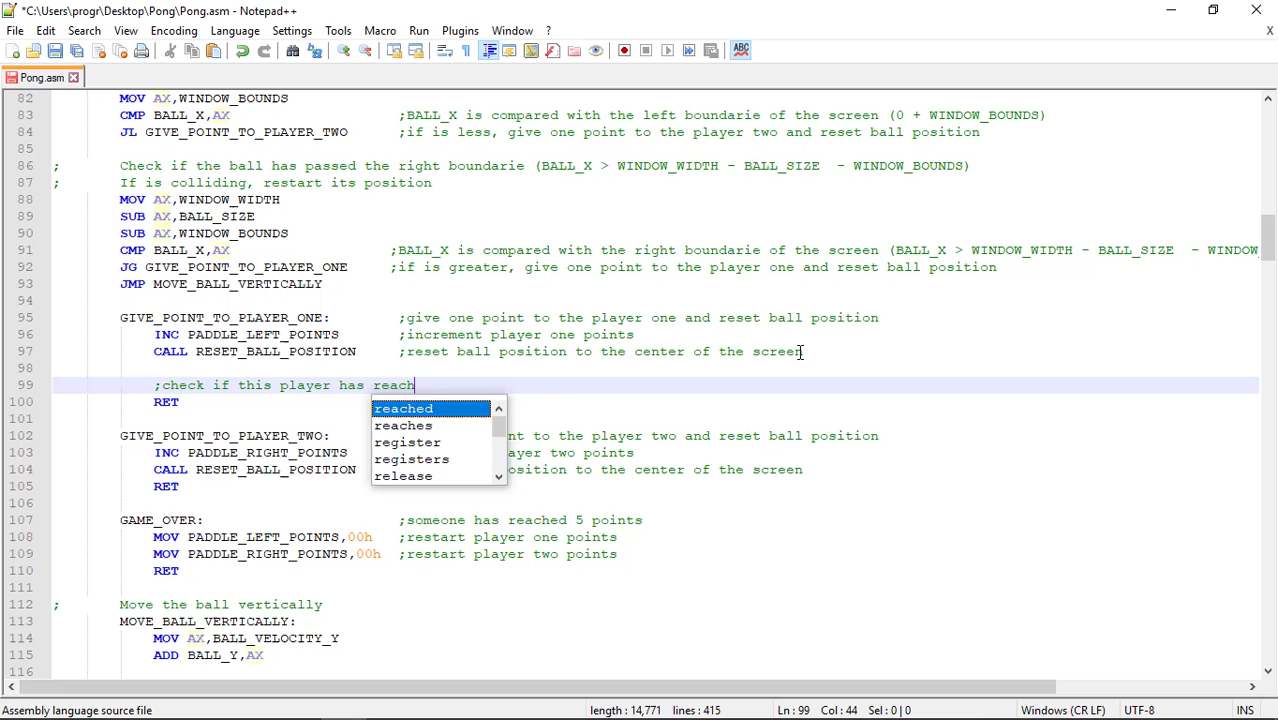 *C:\Users\progr\Desktop\Pong\Pong.asm - Notepad++
File Edit Search View Encoding Language Settings Tools Macro Run Plugins Window ? X
ABC
Pong.asm
82 MOV AX,WINDOW_BOUNDS
83 CMP BALL_X,AX ;BALL_X is compared with the left boundarie of the screen (0 + WINDOW_BOUNDS)
84 JL GIVE_POINT_TO_PLAYER_TWO ;if is less, give one point to the player two and reset ball position
85
86 ; Check if the ball has passed the right boundarie (BALL_X > WINDOW_WIDTH - BALL_SIZE  - WINDOW_BOUNDS)
87 ; If is colliding, restart its position
88 MOV AX,WINDOW_WIDTH
89 SUB AX,BALL_SIZE
90 SUB AX,WINDOW_BOUNDS
91 CMP BALL_X,AX ;BALL_X is compared with the right boundarie of the screen (BALL_X > WINDOW_WIDTH - BALL_SIZE  - WINDOW_
92 JG GIVE_POINT_TO_PLAYER_ONE ;if is greater, give one point to the player one and reset ball position
93 JMP MOVE_BALL_VERTICALLY
94
95 GIVE_POINT_TO_PLAYER_ONE: ;give one point to the player one and reset ball position
96 INC PADDLE_LEFT_POINTS ;increment player one points
97 CALL RESET_BALL_POSITION ;reset ball position to the center of the screen
98
99 ;check if this player has reach
100 RET
reached
reaches
register
registers
release
101
102 GIVE_POINT_TO_PLAYER_TWO: nt to the player two and reset ball position
103 INC PADDLE_RIGHT_POINTS ayer two points
104 CALL RESET_BALL_POSITION osition to the center of the screen
105 RET
106
107 GAME_OVER: ;someone has reached 5 points
108 MOV PADDLE_LEFT_POINTS,00h ;restart player one points
109 MOV PADDLE_RIGHT_POINTS,00h ;restart player two points
110 RET
111
112 ; Move the ball vertically
113 MOVE_BALL_VERTICALLY:
114 MOV AX,BALL_VELOCITY_Y
115 ADD BALL_Y,AX
116
Assembly language source file length : 14,771 lines : 415 Ln : 99 Col : 44 Sel : 0 | 0 Windows (CR LF) UTF-8 INS